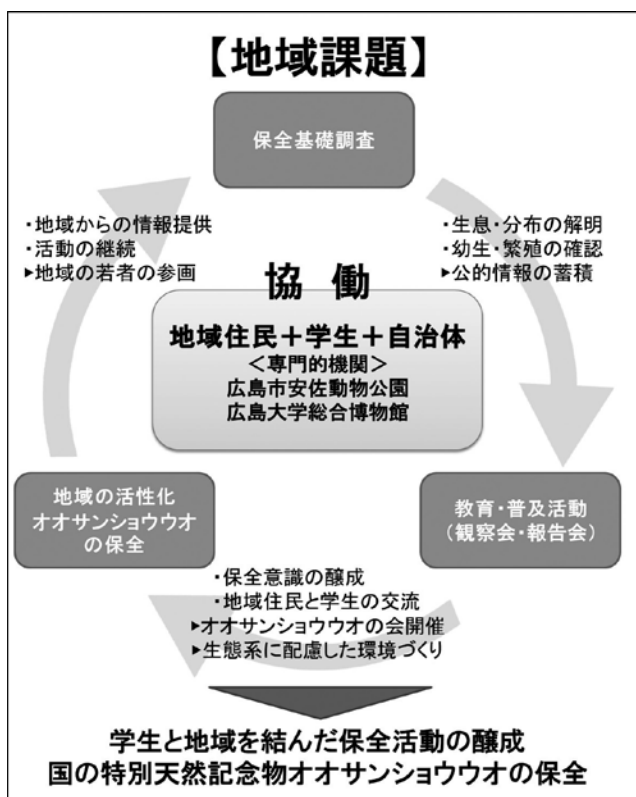 【地域課題】
保全基礎調査
・地域からの情報提供
・活動の継続
▶地域の若者の参画
・生息・分布の解明
・幼生・繁殖の確認
▶公的情報の蓄積
協 働
地域住民＋学生＋自治体
＜専門的機関＞
広島市安佐動物公園
広島大学総合博物館
地域の活性化
オオサンショウウオ
の保全
教育・普及活動
（観察会・報告会）
・保全意識の醸成
・地域住民と学生の交流
▶オオサンショウウオの会開催
▶生態系に配慮した環境づくり
学生と地域を結んだ保全活動の醸成
国の特別天然記念物オオサンショウウオの保全